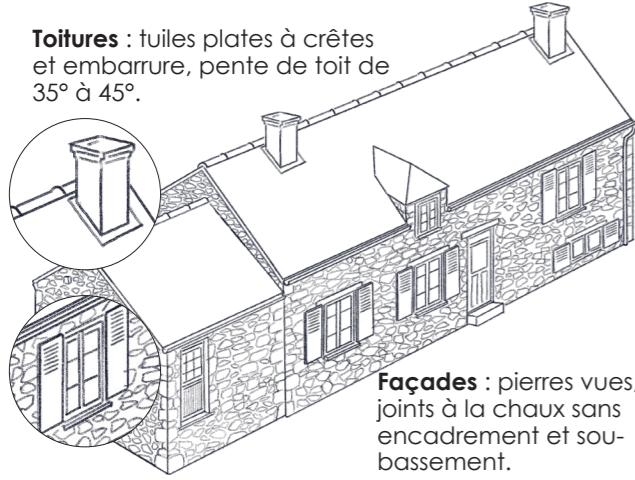 Toitures : tuiles plates à crêtes
et embarrure, pente de toit de
35° à 45°.
Façades : pierres vues,
joints à la chaux sans
encadrement et sou-
bassement.